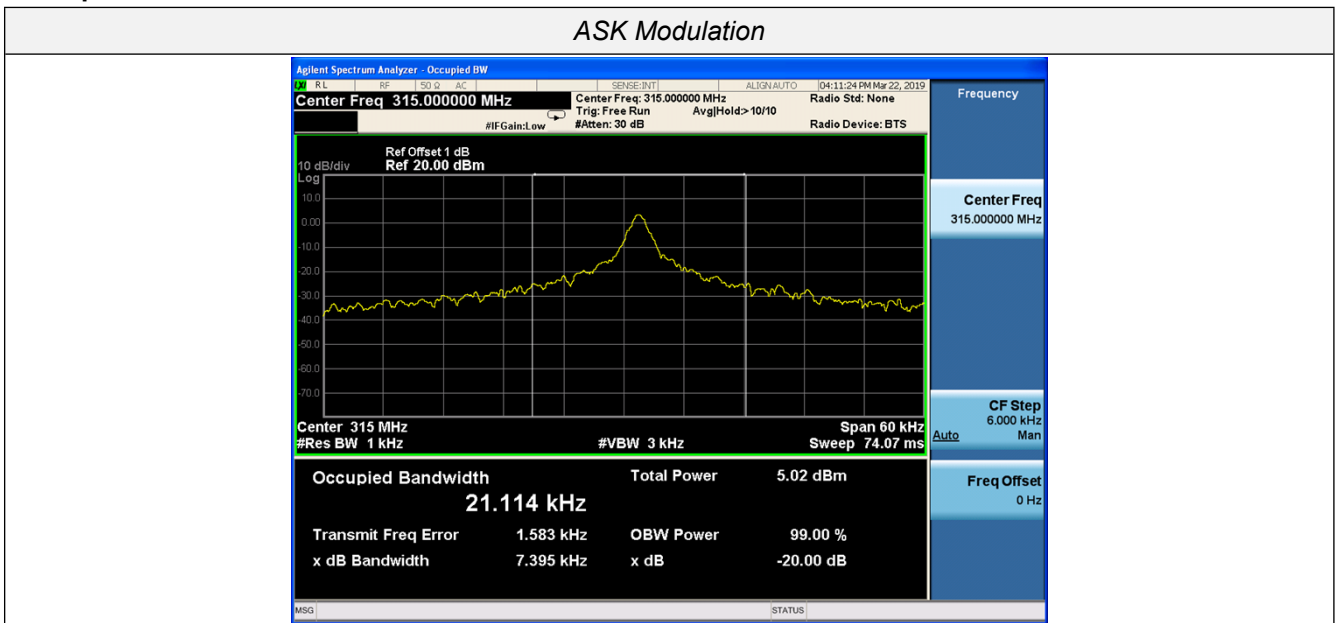 ASK Modulation
Agilent Spectrum Analyzer - Occupied BW
RL RF 50 Ω AC SENSE:INT ALIGN AUTO 04:11:24 PM Mar 22, 2019
Center Freq 315.000000 MHz
Center Freq: 315.000000 MHz Radio Std: None
Trig: Free Run Avg|Hold:>10/10
#IFGain:Low #Atten: 30 dB Radio Device: BTS
Frequency
Ref Offset 1 dB
10 dB/div Ref 20.00 dBm
Log
10.0
0.00
-10.0
-20.0
-30.0
-40.0
-50.0
-60.0
-70.0
Center 315 MHz Span 60 kHz
#Res BW 1 kHz #VBW 3 kHz Sweep 74.07 ms
Center Freq
315.000000 MHz
CF Step
6.000 kHz
Auto Man
Freq Offset
0 Hz
Occupied Bandwidth Total Power 5.02 dBm
21.114 kHz
Transmit Freq Error 1.583 kHz OBW Power 99.00 %
x dB Bandwidth 7.395 kHz x dB -20.00 dB
MSG STATUS